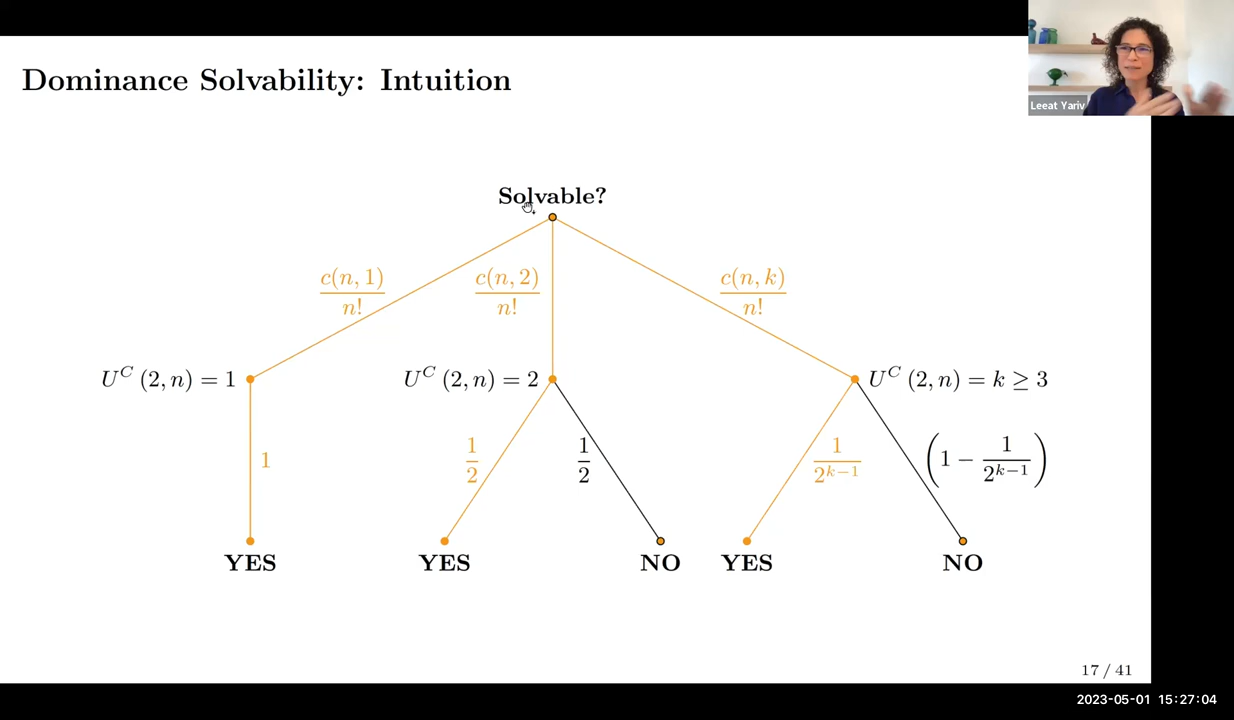 Dominance Solvability: Intuition
Leeat Yariv
Solvable?
c(n, 1)/n!
c(n, 2)/n!
c(n, k)/n!
U^C (2, n) = 1
U^C (2, n) = 2
U^C (2, n) = k ≥ 3
1
1/2
1/2
1/2^{k−1}
(1 − 1/2^{k−1})
YES
YES
NO
YES
NO
17 / 41
2023-05-01 15:27:04